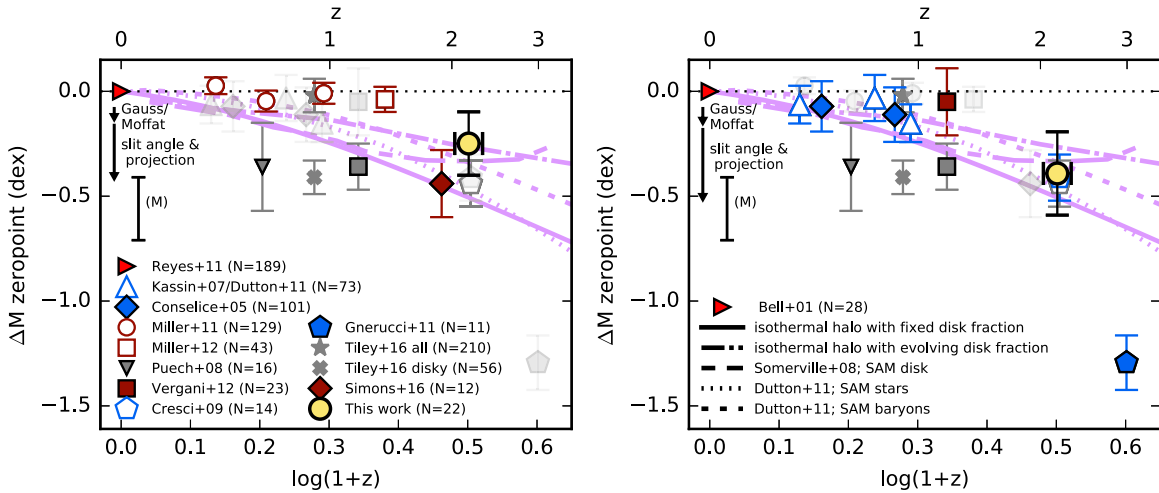 z
0 1 2 3
ΔM zeropoint (dex)
0.0
−0.5
−1.0
−1.5
Gauss/
Moffat
slit angle &
projection
(M)
Reyes+11 (N=189)
Kassin+07/Dutton+11 (N=73)
Conselice+05 (N=101)
Miller+11 (N=129)
Miller+12 (N=43)
Puech+08 (N=16)
Vergani+12 (N=23)
Cresci+09 (N=14)
Gnerucci+11 (N=11)
Tiley+16 all (N=210)
Tiley+16 disky (N=56)
Simons+16 (N=12)
This work (N=22)
0.0 0.1 0.2 0.3 0.4 0.5 0.6
log(1+z)
z
0 1 2 3
ΔM zeropoint (dex)
0.0
−0.5
−1.0
−1.5
Gauss/
Moffat
slit angle &
projection
(M)
Bell+01 (N=28)
isothermal halo with fixed disk fraction
isothermal halo with evolving disk fraction
Somerville+08; SAM disk
Dutton+11; SAM stars
Dutton+11; SAM baryons
0.0 0.1 0.2 0.3 0.4 0.5 0.6
log(1+z)